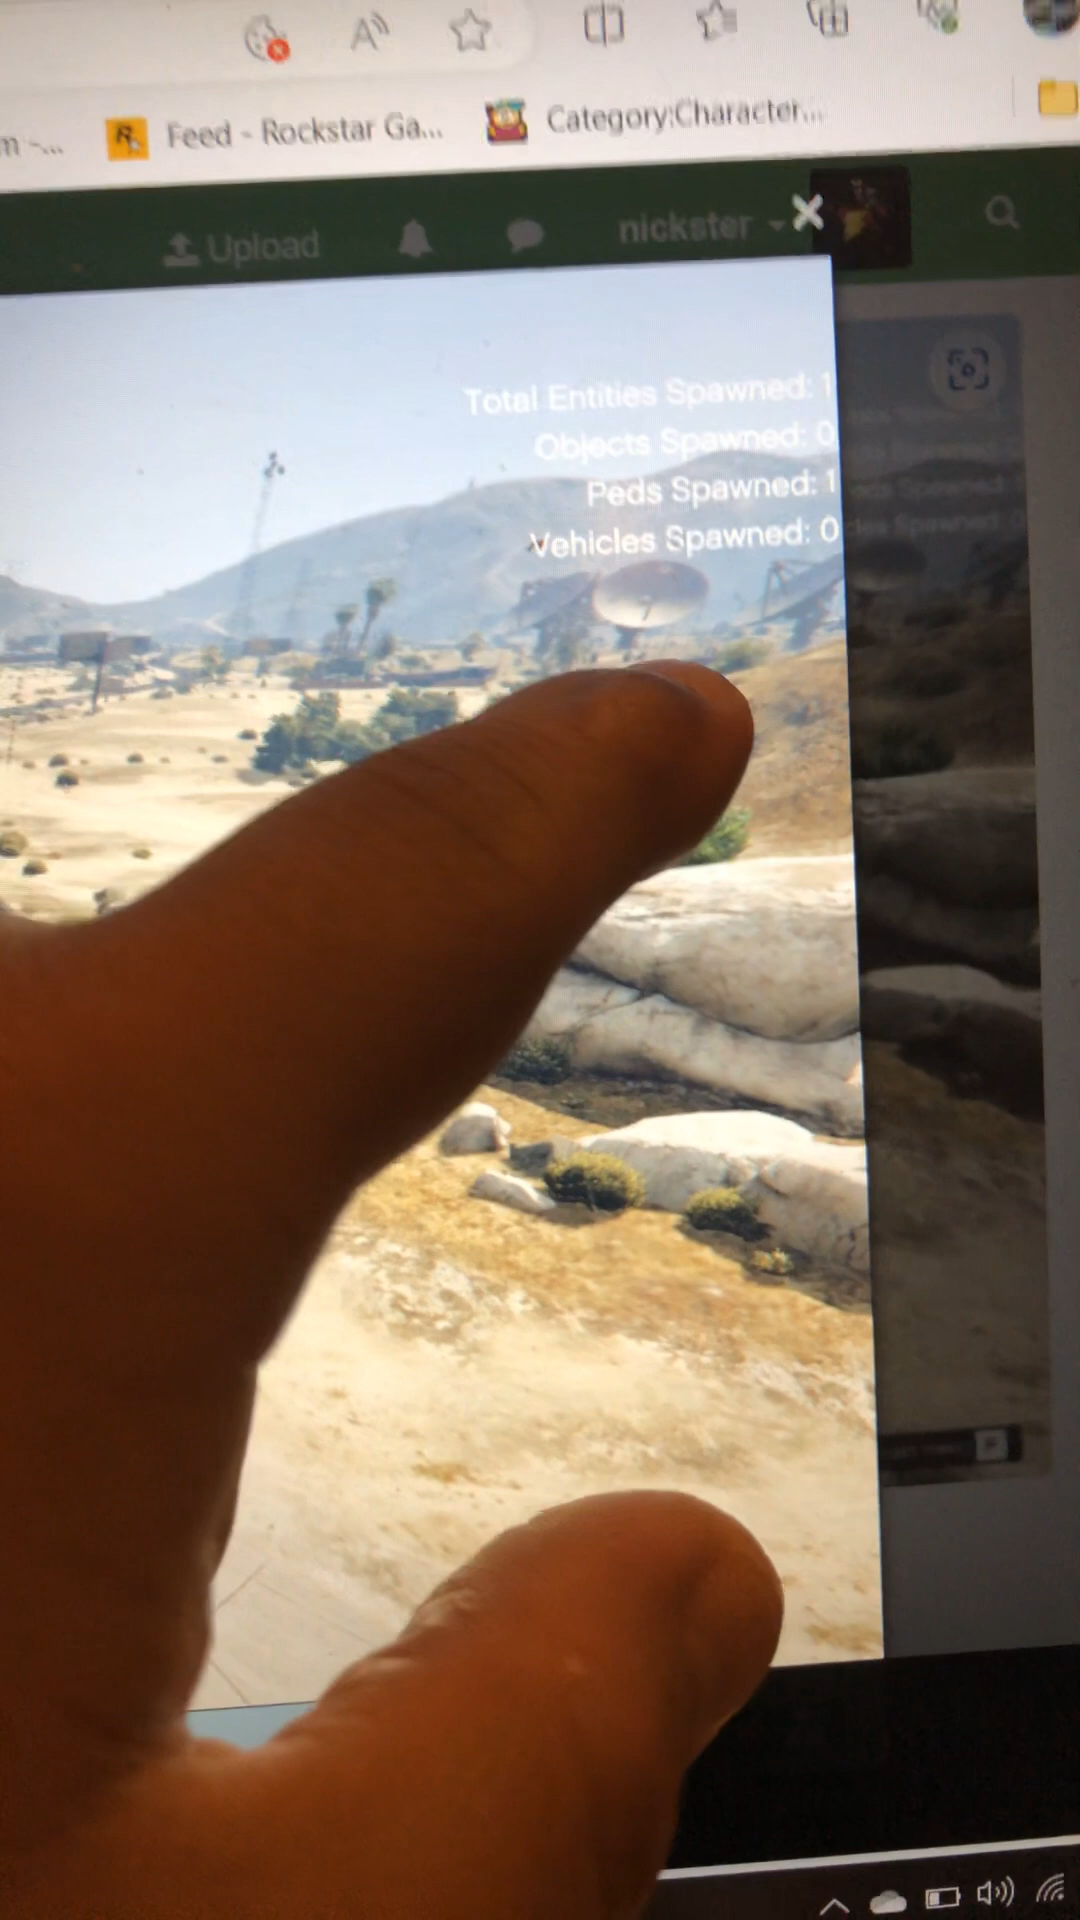 m -...
Feed - Rockstar Ga...
Category:Character...
Upload
nickster
Total Entities Spawned: 1
Objects Spawned: 0
Peds Spawned: 1
Vehicles Spawned: 0